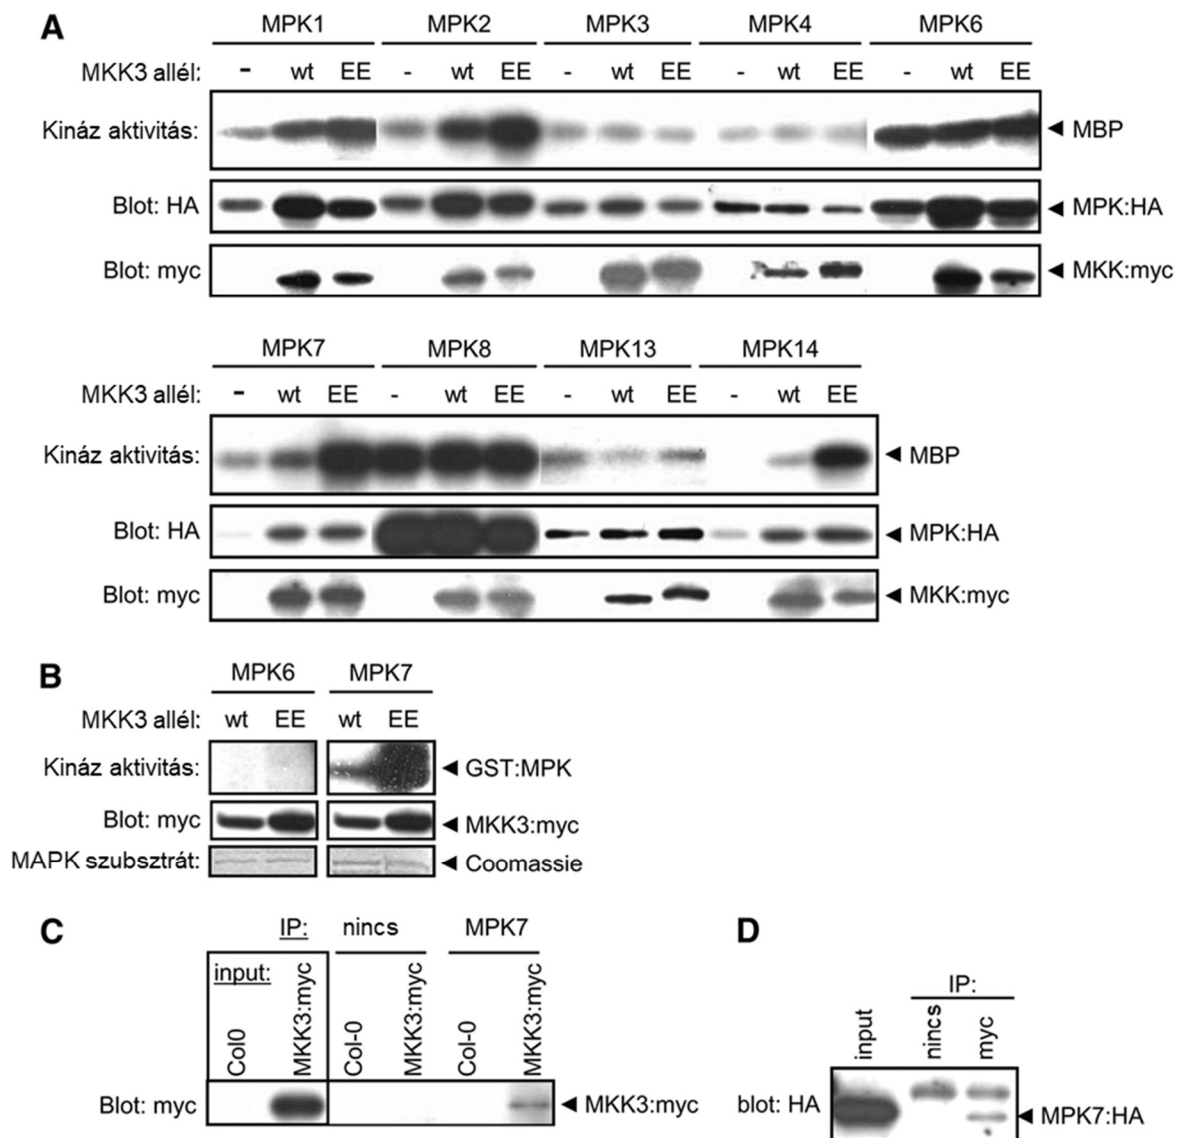 A
MPK1 MPK2 MPK3 MPK4 MPK6
MKK3 allél: - wt EE - wt EE - wt EE - wt EE - wt EE
Kináz aktivitás: ◄ MBP
Blot: HA ◄ MPK:HA
Blot: myc ◄ MKK:myc
MPK7 MPK8 MPK13 MPK14
MKK3 allél: - wt EE - wt EE - wt EE - wt EE
Kináz aktivitás: ◄ MBP
Blot: HA ◄ MPK:HA
Blot: myc ◄ MKK:myc
B
MPK6 MPK7
MKK3 allél: wt EE wt EE
Kináz aktivitás: ◄ GST:MPK
Blot: myc ◄ MKK3:myc
MAPK szubsztrát: ◄ Coomassie
C
IP: nincs MPK7
input:
Col0 MKK3:myc Col-0 MKK3:myc Col-0 MKK3:myc
Blot: myc ◄ MKK3:myc
D
IP:
input nincs myc
blot: HA ◄ MPK7:HA